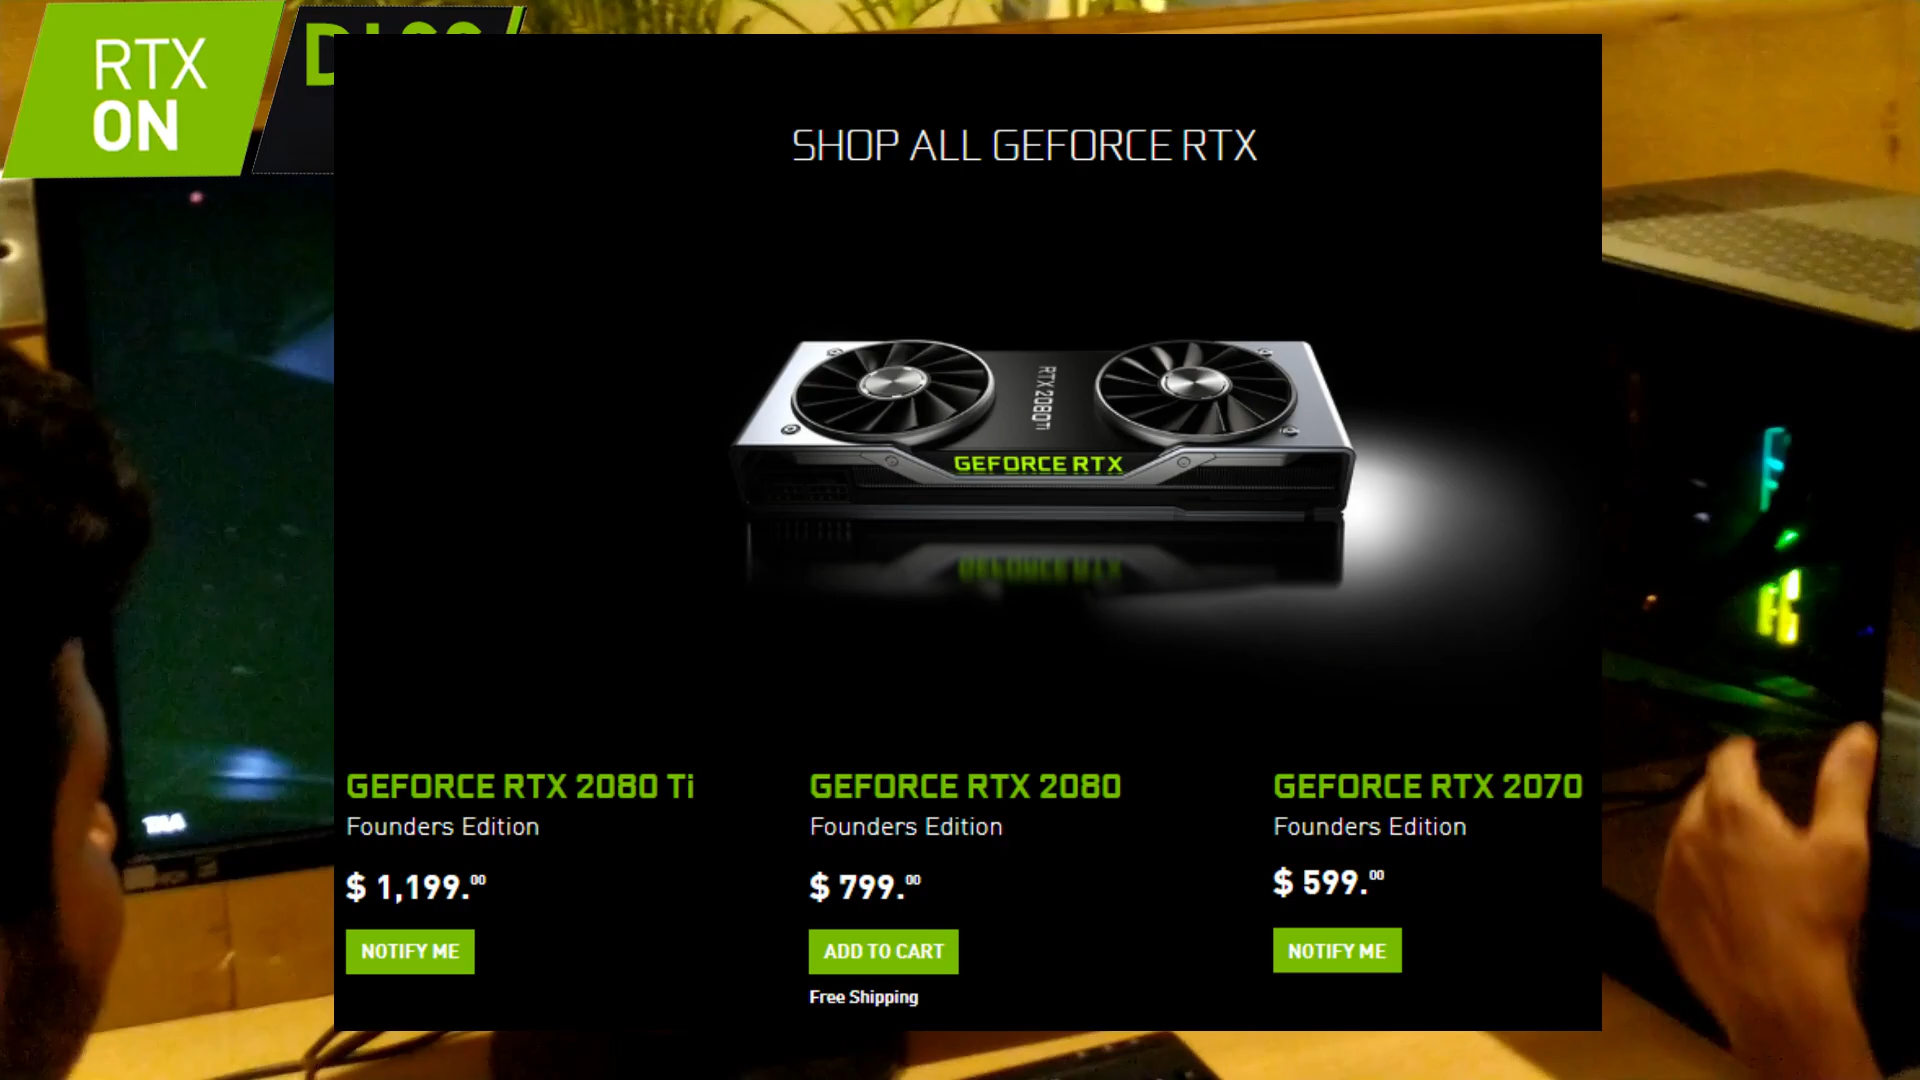 RTX
ON
SHOP ALL GEFORCE RTX
RTX 2080 Ti
GEFORCE RTX
GEFORCE RTX 2080 Ti
Founders Edition
$ 1,199.00
NOTIFY ME
GEFORCE RTX 2080
Founders Edition
$ 799.00
ADD TO CART
Free Shipping
GEFORCE RTX 2070
Founders Edition
$ 599.00
NOTIFY ME